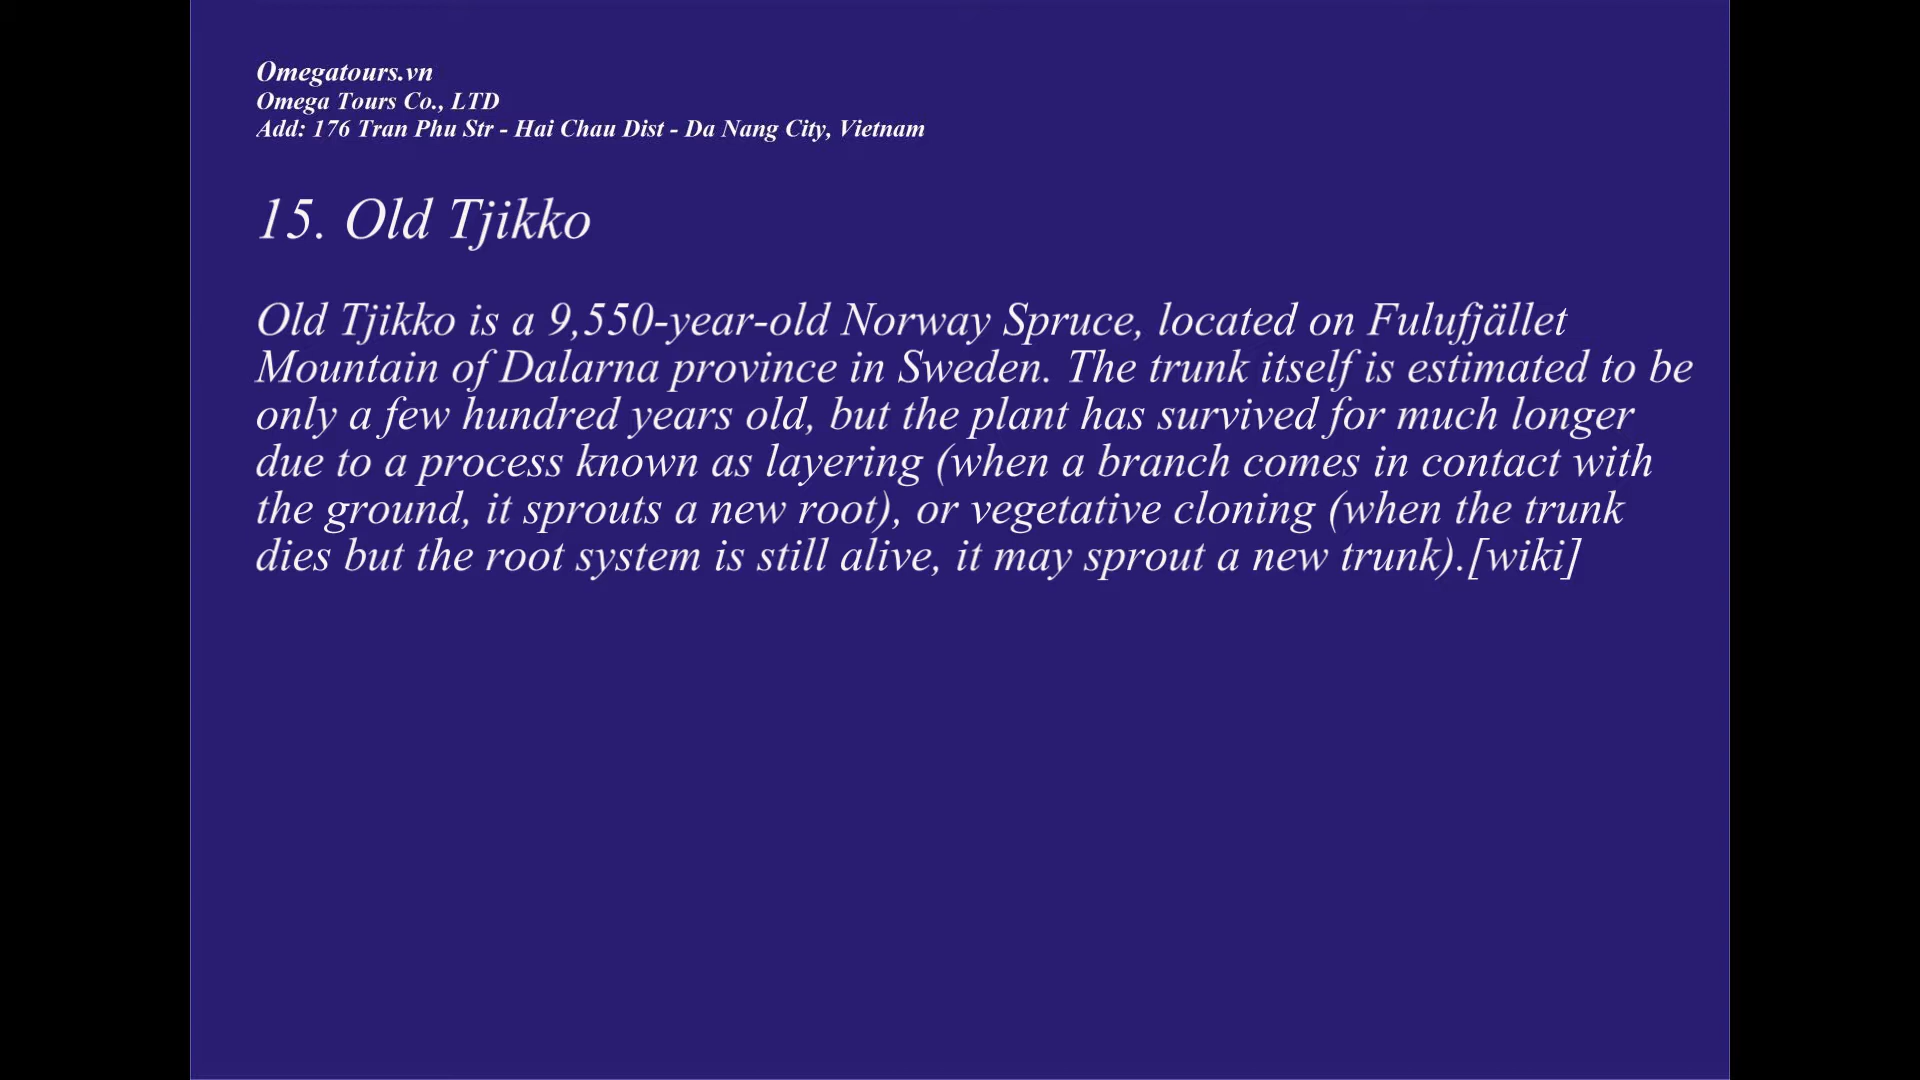 Omegatours.vn
Omega Tours Co., LTD
Add: 176 Tran Phu Str - Hai Chau Dist - Da Nang City, Vietnam
15. Old Tjikko
Old Tjikko is a 9,550-year-old Norway Spruce, located on Fulufjället
Mountain of Dalarna province in Sweden. The trunk itself is estimated to be
only a few hundred years old, but the plant has survived for much longer
due to a process known as layering (when a branch comes in contact with
the ground, it sprouts a new root), or vegetative cloning (when the trunk
dies but the root system is still alive, it may sprout a new trunk).[wiki]